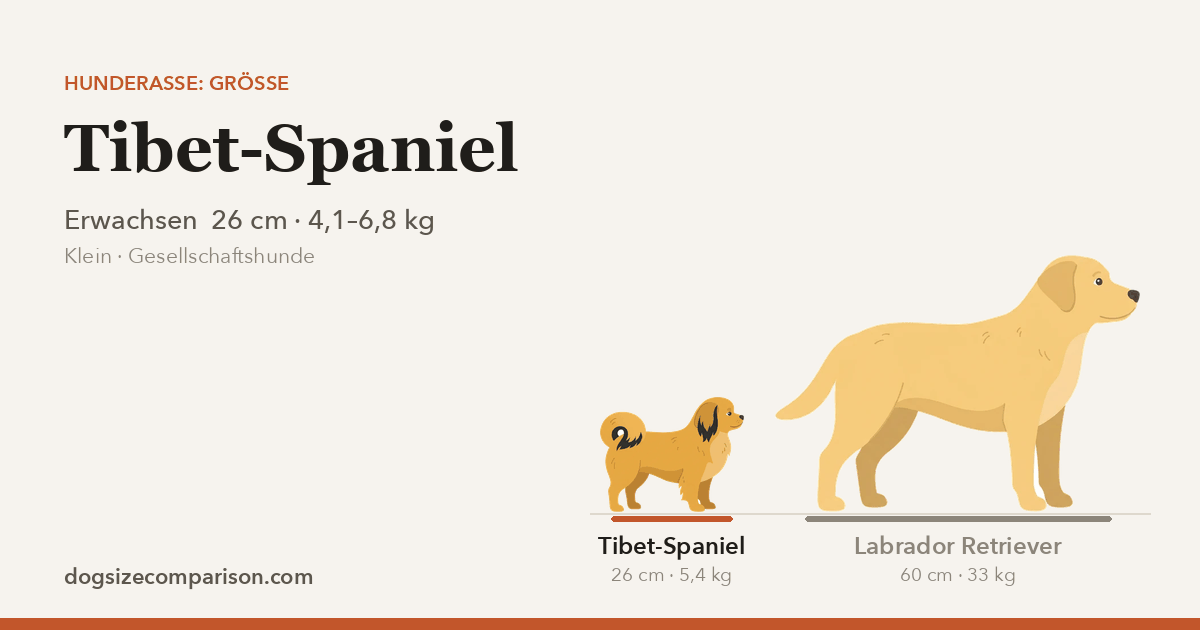 HUNDERASSE: GRÖSSE
Tibet-Spaniel
Erwachsen 26 cm · 4,1–6,8 kg
Klein · Gesellschaftshunde
Tibet-Spaniel
26 cm · 5,4 kg
Labrador Retriever
60 cm · 33 kg
dogsizecomparison.com